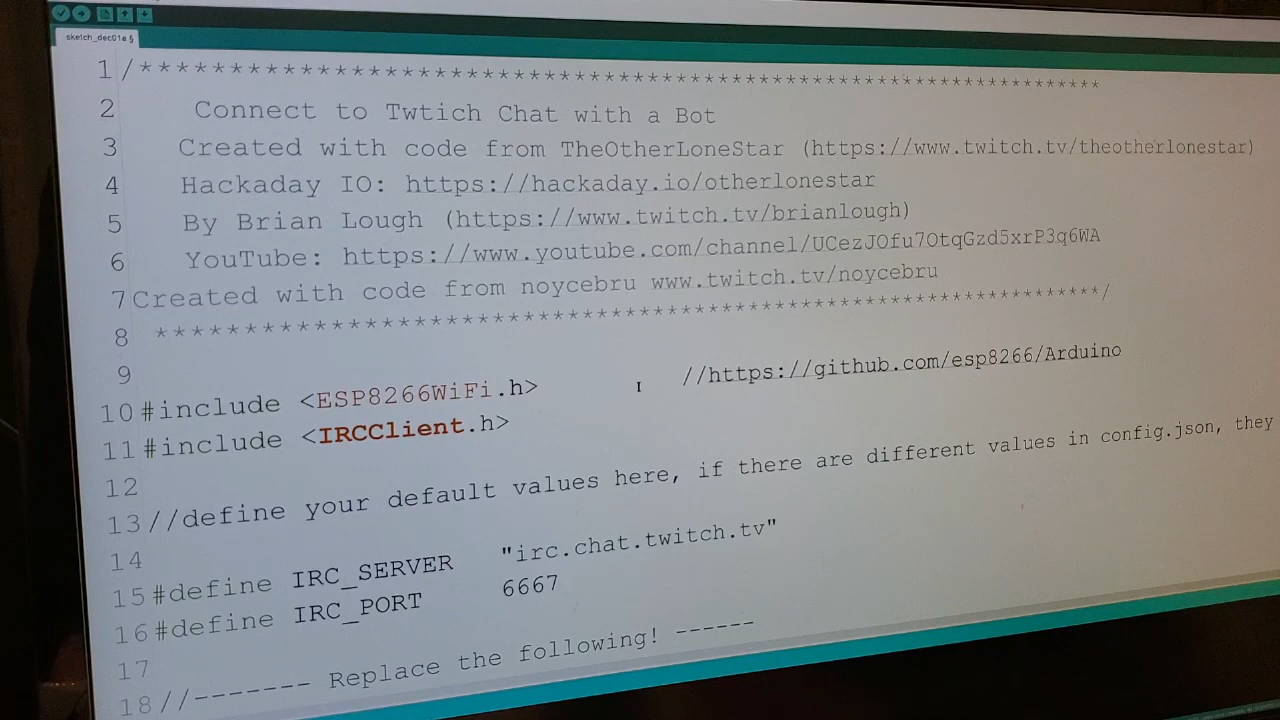 sketch_dec01a §
1 /*****************************************************************
2 Connect to Twtich Chat with a Bot
3 Created with code from TheOtherLoneStar (https://www.twitch.tv/theotherlonestar)
4 Hackaday IO: https://hackaday.io/otherlonestar
5 By Brian Lough (https://www.twitch.tv/brianlough)
6 YouTube: https://www.youtube.com/channel/UCezJOfu7OtqGzd5xrP3q6WA
7 Created with code from noycebru www.twitch.tv/noycebru
8 *****************************************************************/
9
10 #include <ESP8266WiFi.h> //https://github.com/esp8266/Arduino
11 #include <IRCClient.h>
12
13 //define your default values here, if there are different values in config.json, they
14
15 #define IRC_SERVER "irc.chat.twitch.tv"
16 #define IRC_PORT 6667
17
18 //------- Replace the following! ------